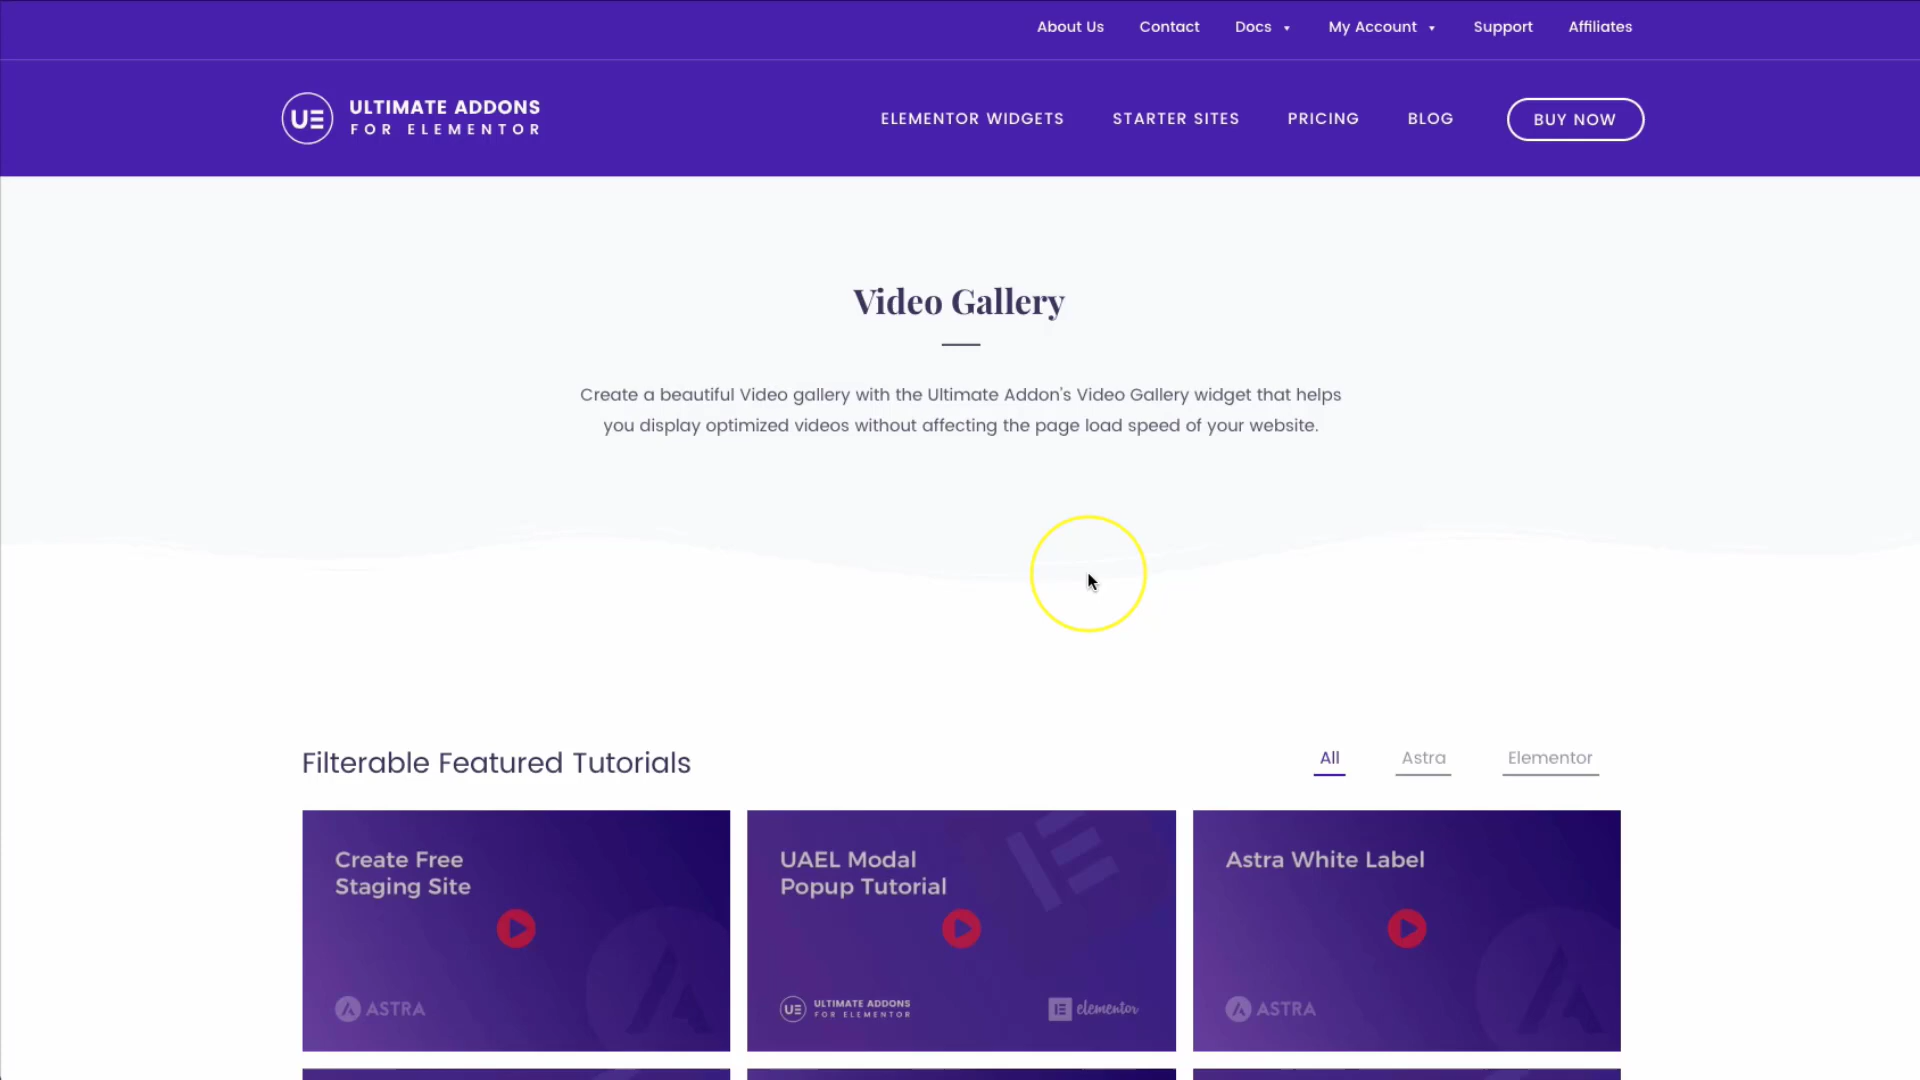 About Us Contact Docs My Account Support Affiliates
UE ULTIMATE ADDONS
FOR ELEMENTOR
ELEMENTOR WIDGETS STARTER SITES PRICING BLOG BUY NOW
Video Gallery
Create a beautiful Video gallery with the Ultimate Addon's Video Gallery widget that helps
you display optimized videos without affecting the page load speed of your website.
Filterable Featured Tutorials
All Astra Elementor
Create Free
Staging Site
ASTRA
UAEL Modal
Popup Tutorial
UE ULTIMATE ADDONS
FOR ELEMENTOR
elementor
Astra White Label
ASTRA